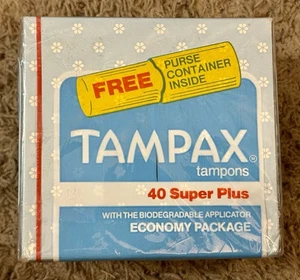 FREE
PURSE
CONTAINER
INSIDE
TAMPAX®
tampons
40 Super Plus
WITH THE BIODEGRADABLE APPLICATOR
ECONOMY PACKAGE